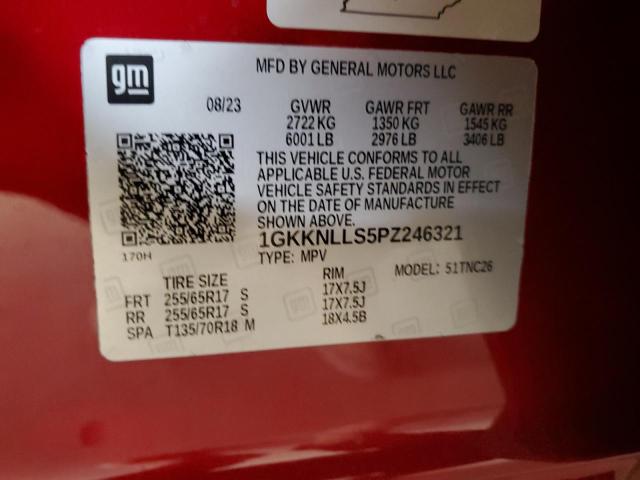 gm
MFD BY GENERAL MOTORS LLC
08/23 GVWR GAWR FRT GAWR RR
2722 KG 1350 KG 1545 KG
6001 LB 2976 LB 3406 LB
THIS VEHICLE CONFORMS TO ALL
APPLICABLE U.S. FEDERAL MOTOR
VEHICLE SAFETY STANDARDS IN EFFECT
ON THE DATE OF MANUFACTURE
SHOWN ABOVE.
1GKKNLLS5PZ246321
170H TYPE: MPV MODEL: 51TNC26
TIRE SIZE RIM
FRT 255/65R17 S 17X7.5J
RR 255/65R17 S 17X7.5J
SPA T135/70R18 M 18X4.5B